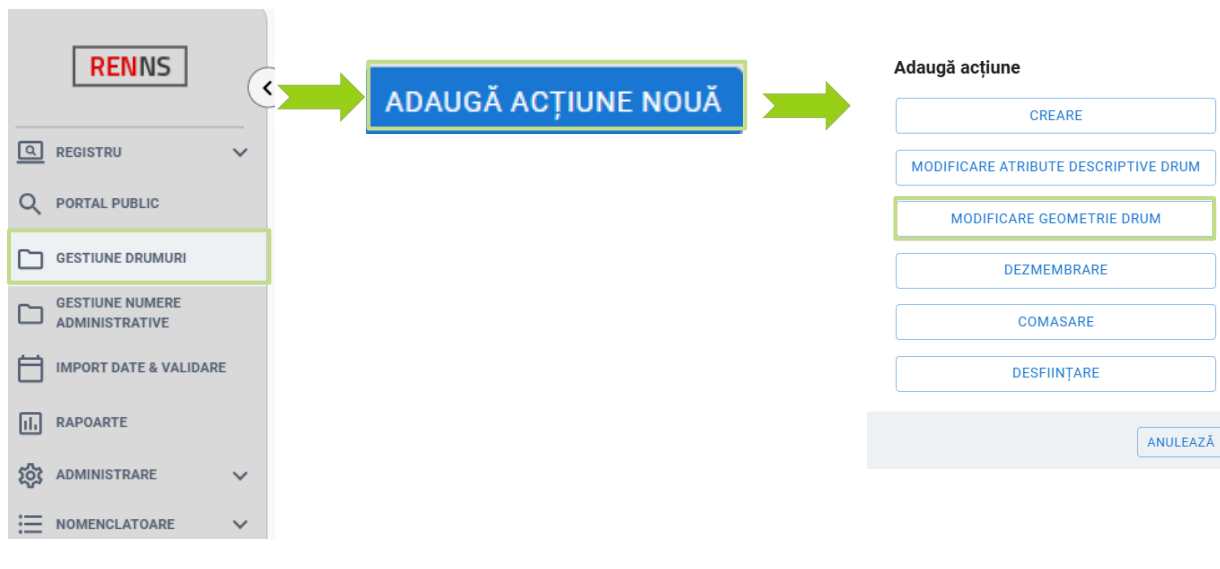 RENNS
REGISTRU
PORTAL PUBLIC
GESTIUNE DRUMURI
GESTIUNE NUMERE
ADMINISTRATIVE
IMPORT DATE & VALIDARE
RAPOARTE
ADMINISTRARE
NOMENCLATOARE
ADAUGĂ ACȚIUNE NOUĂ
Adaugă acțiune
CREARE
MODIFICARE ATRIBUTE DESCRIPTIVE DRUM
MODIFICARE GEOMETRIE DRUM
DEZMEMBRARE
COMASARE
DESFIINȚARE
ANULEAZĂ